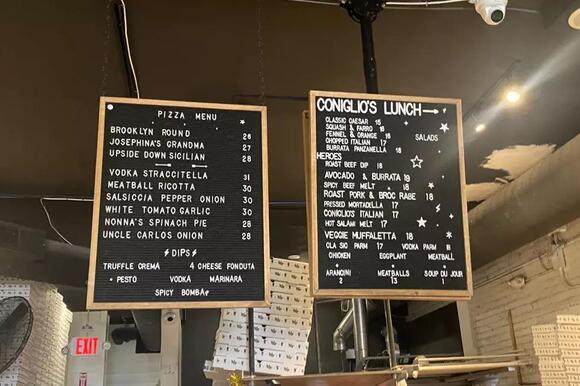 PIZZA MENU
BROOKLYN ROUND 26
JOSEPHINA'S GRANDMA 27
UPSIDE DOWN SICILIAN 28
VODKA STRACCITELLA 31
MEATBALL RICOTTA 30
SALSICCIA PEPPER ONION 30
WHITE TOMATO GARLIC 30
NONNA'S SPINACH P/E 28
UNCLE CARLOS ONION 28
DIPS
TRUFFLE CREMA 4 CHEESE FONDUTA
PESTO VODKA MARINARA
SPICY BOMBA
CONIGLIO'S LUNCH
CLASSIC CAESAR 15
SQUASH & FARRO 16
FENNEL & ORANGE 16
SALADS
CHOPPED ITALIAN 17
BURRATA PANZANELLA 18
HEROES
ROAST BEEF DIP 18
AVOCADO & BURRATA 19
SPICY BEEF MELT 18
ROAST PORK & BROC RABE 18
PRESSED MORTADELLA 17
CONIGLIO'S ITALIAN 17
HOT SALAMI MELT 17
VEGGIE MUFFALETTA 18
CLA SIC PARM 17 VODKA PARM 18
CHICKEN EGGPLANT MEATBALL
ARANCINI MEATBALLS SOUP DU JOUR
2 13 11
EXIT